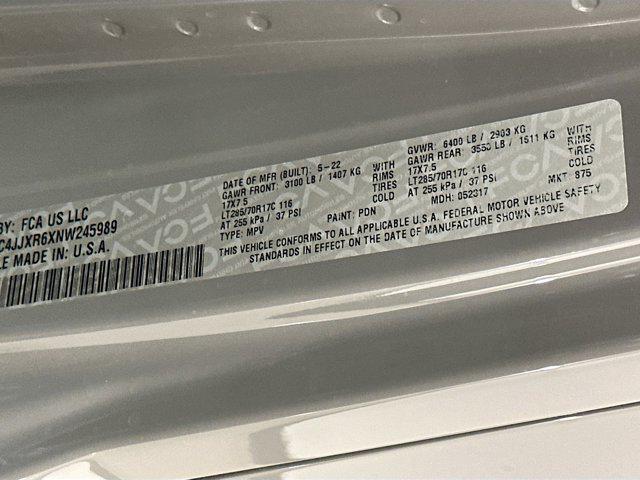 BY: FCA US LLC
C4JJXR6XNW245989
LE MADE IN: U.S.A.
DATE OF MFR (BUILT): 5-22
GAWR FRONT: 3100 LB / 1407 KG WITH
17X7.5 RIMS
LT285/70R17C 116 TIRES
AT 255 kPa / 37 PSI COLD
TYPE: MPV PAINT: PDN
GVWR: 6400 LB / 2903 KG
GAWR REAR: 3550 LB / 1611 KG WITH
17X7.5 RIMS
LT285/70R17C 116 TIRES
AT 255 kPa / 37 PSI COLD
MDH: 052317 MKT: 875
THIS VEHICLE CONFORMS TO ALL APPLICABLE U.S.A. FEDERAL MOTOR VEHICLE SAFETY
STANDARDS IN EFFECT ON THE DATE OF MANUFACTURE SHOWN ABOVE